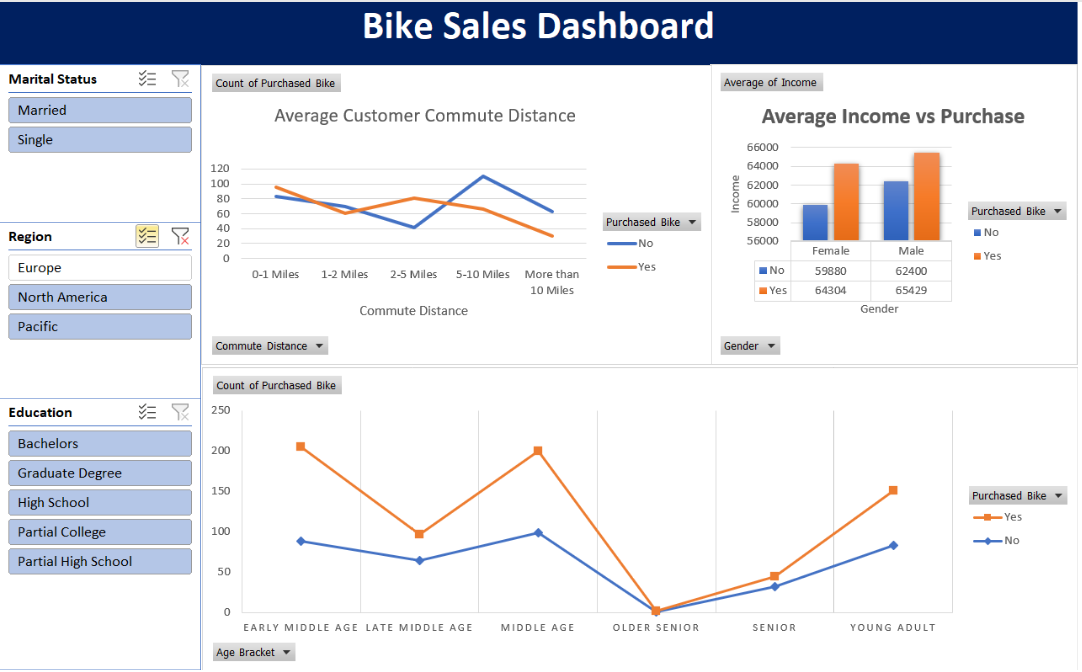 Bike Sales Dashboard
Marital Status
Married
Single
Region
Europe
North America
Pacific
Education
Bachelors
Graduate Degree
High School
Partial College
Partial High School
Count of Purchased Bike
Average Customer Commute Distance
120
100
80
60
40
20
0
0-1 Miles 1-2 Miles 2-5 Miles 5-10 Miles More than
10 Miles
Commute Distance
Purchased Bike
No
Yes
Commute Distance
Average of Income
Average Income vs Purchase
66000
64000
62000
60000
58000
56000
Income
Female Male
No 59880 62400
Yes 64304 65429
Gender
Purchased Bike
No
Yes
Gender
Count of Purchased Bike
250
200
150
100
50
0
EARLY MIDDLE AGE LATE MIDDLE AGE MIDDLE AGE OLDER SENIOR SENIOR YOUNG ADULT
Purchased Bike
Yes
No
Age Bracket